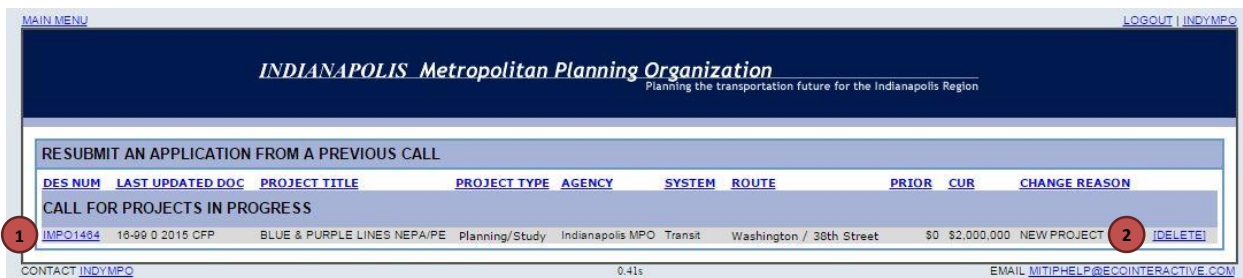 MAIN MENU LOGOUT | INDYMPO
INDIANAPOLIS Metropolitan Planning Organization
Planning the transportation future for the Indianapolis Region
RESUBMIT AN APPLICATION FROM A PREVIOUS CALL
DES NUM LAST UPDATED DOC PROJECT TITLE PROJECT TYPE AGENCY SYSTEM ROUTE PRIOR CUR CHANGE REASON
CALL FOR PROJECTS IN PROGRESS
1 IMPO1464 16-99 0 2015 CFP BLUE & PURPLE LINES NEPA/PE Planning/Study Indianapolis MPO Transit Washington / 38th Street $0 $2,000,000 NEW PROJECT 2 [DELETE]
CONTACT INDYMPO 0.41s EMAIL MITIPHELP@ECOINTERACTIVE.COM